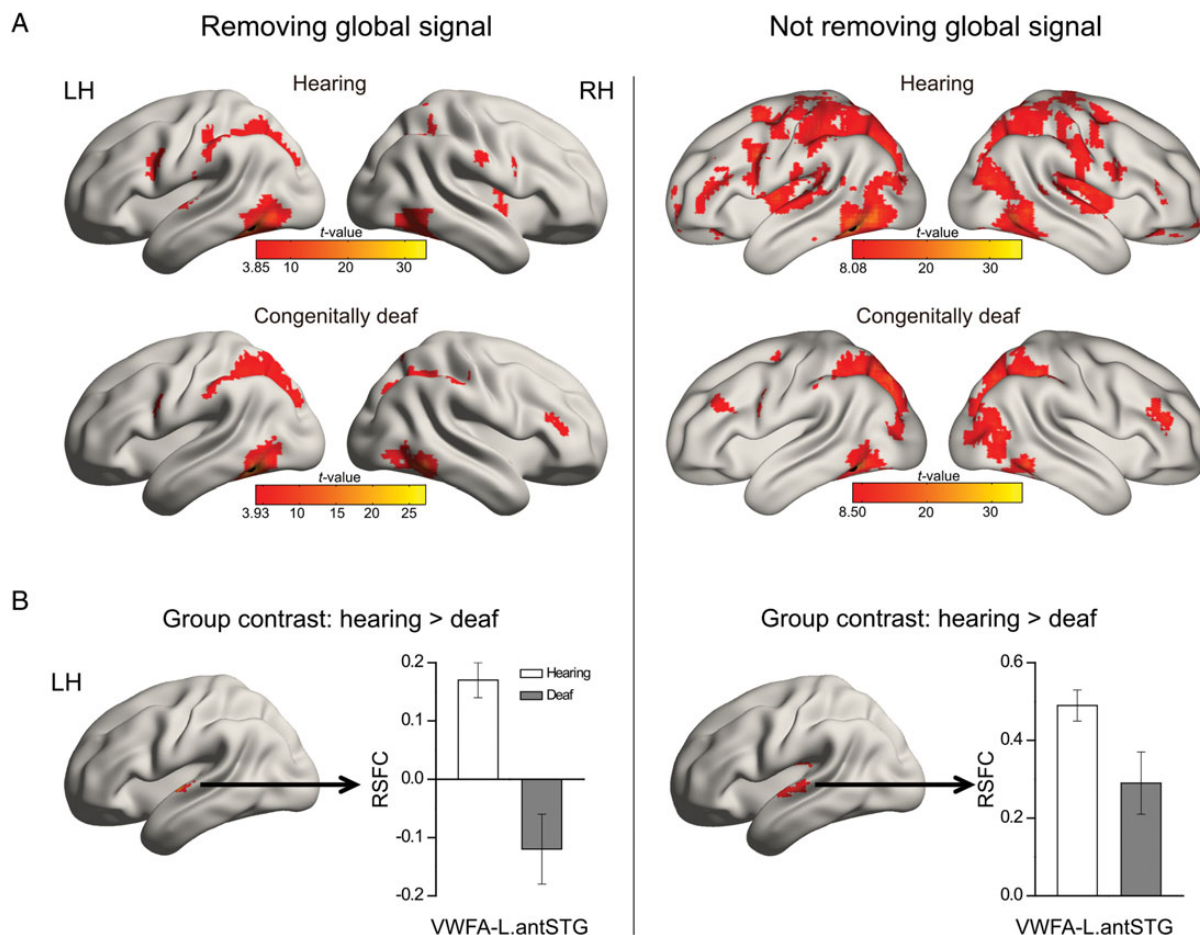 A
Removing global signal
Not removing global signal
LH
Hearing
RH
Hearing
t-value
3.85 10 20 30
t-value
8.08 20 30
Congenitally deaf
Congenitally deaf
t-value
3.93 10 15 20 25
t-value
8.50 20 30
B
Group contrast: hearing > deaf
Group contrast: hearing > deaf
LH
RSFC
0.2
0.1
0.0
-0.1
-0.2
Hearing
Deaf
VWFA-L.antSTG
RSFC
0.6
0.4
0.2
0.0
VWFA-L.antSTG